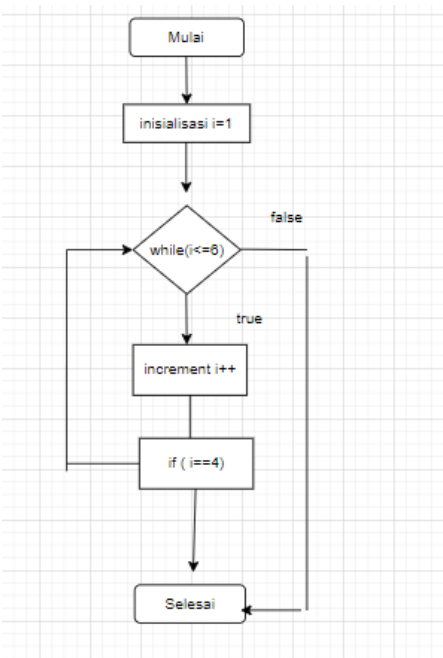 Mulai
inisialisasi i=1
false
while(i<=6)
true
increment i++
if ( i==4)
Selesai